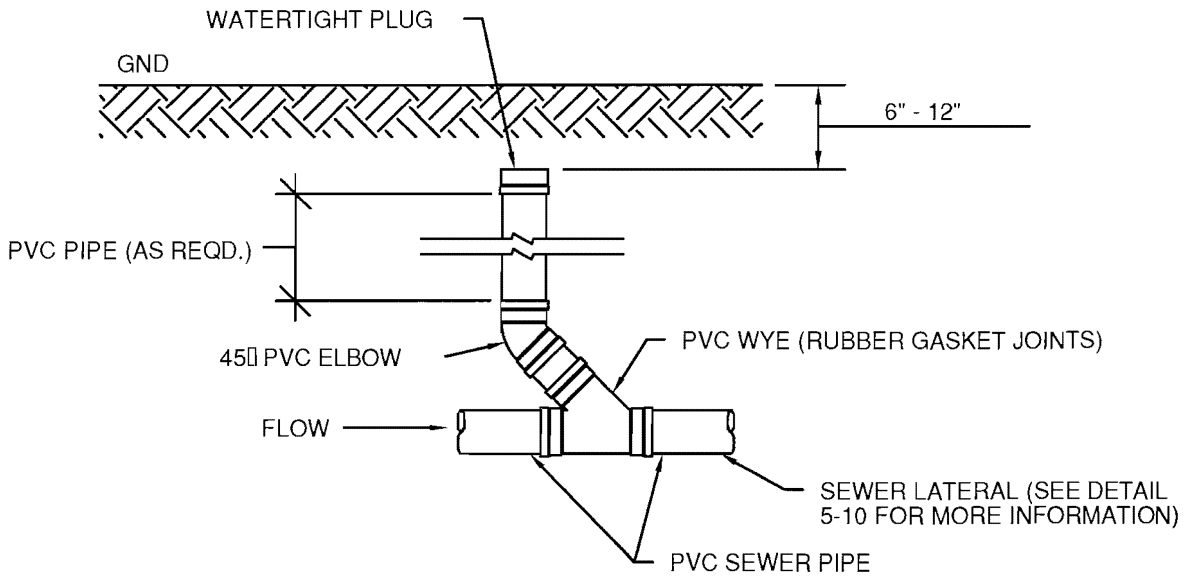 WATERTIGHT PLUG
GND
6" - 12"
PVC PIPE (AS REQD.)
45▯ PVC ELBOW
PVC WYE (RUBBER GASKET JOINTS)
FLOW
SEWER LATERAL (SEE DETAIL
5-10 FOR MORE INFORMATION)
PVC SEWER PIPE